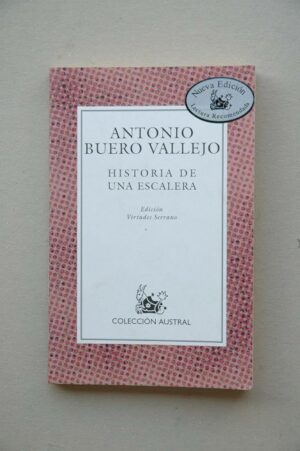 Nueva Edición
Lectura Recomendada
ANTONIO
BUERO VALLEJO
HISTORIA DE
UNA ESCALERA
Edición
Virtudes Serrano
COLECCIÓN AUSTRAL